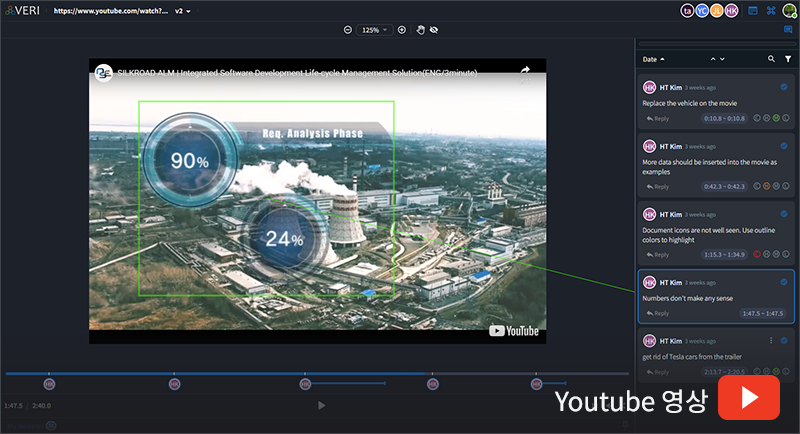 VERI
https://www.youtube.com/watch?...
v2
ta
YC
JL
HK
125%
SILKROAD ALM | Integrated Software Development Life-cycle Management Solution(ENG/3minute)
Req. Analysis Phase
90%
24%
YouTube
Date
HK
HT Kim
3 weeks ago
Replace the vehicle on the movie
Reply
0:10.8 ~ 0:10.8
C H M L
HK
HT Kim
3 weeks ago
More data should be inserted into the movie as
examples
Reply
0:42.3 ~ 0:42.3
C H M L
HK
HT Kim
3 weeks ago
Document icons are not well seen. Use outline
colors to highlight
Reply
1:15.3 ~ 1:34.9
C H M L
HK
HT Kim
3 weeks ago
Numbers don't make any sense
Reply
1:47.5 ~ 1:47.5
HK
HT Kim
3 weeks ago
get rid of Tesla cars from the trailer
Reply
HK
HK
HK
HK
HK
1:47.5 / 2:40.0
Youtube 영상